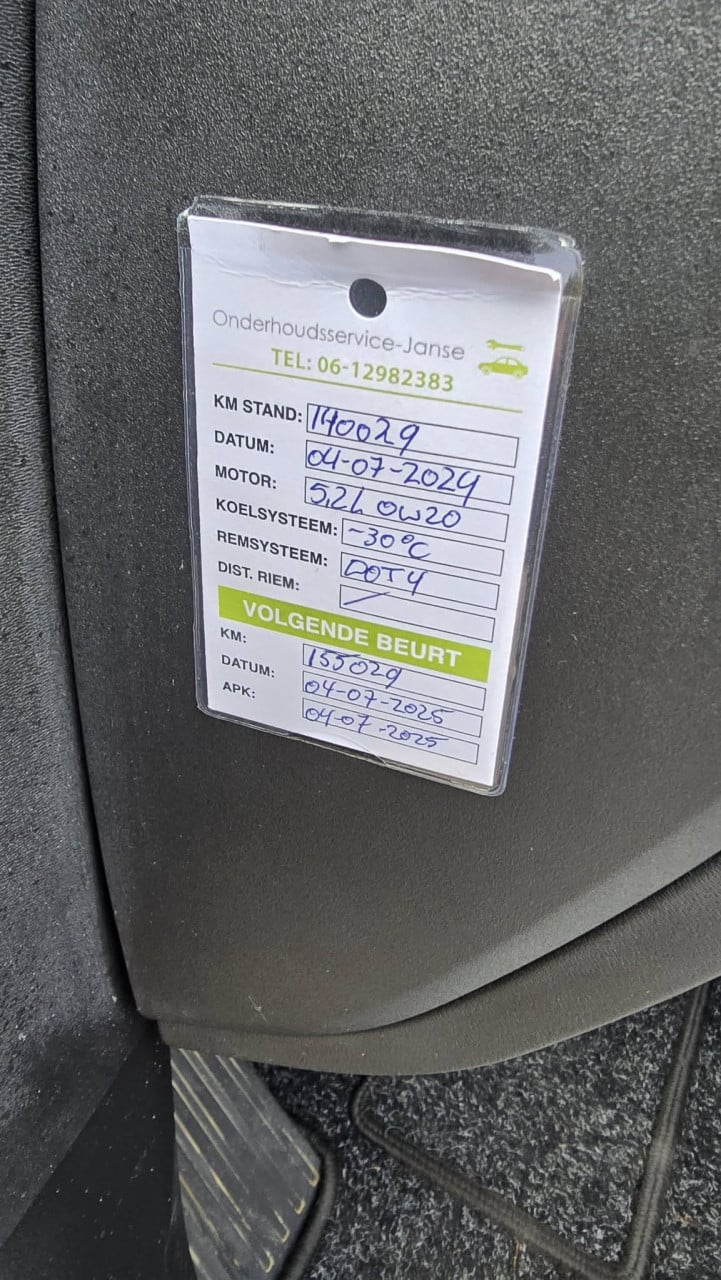 Onderhoudsservice-Janse
TEL: 06-12982383
KM STAND: 140029
DATUM: 04-07-2024
MOTOR: 5,2L 0W20
KOELSYSTEEM: -30°C
REMSYSTEEM: DOT4
DIST. RIEM: /
VOLGENDE BEURT
KM: 155029
DATUM: 04-07-2025
APK: 04-07-2025